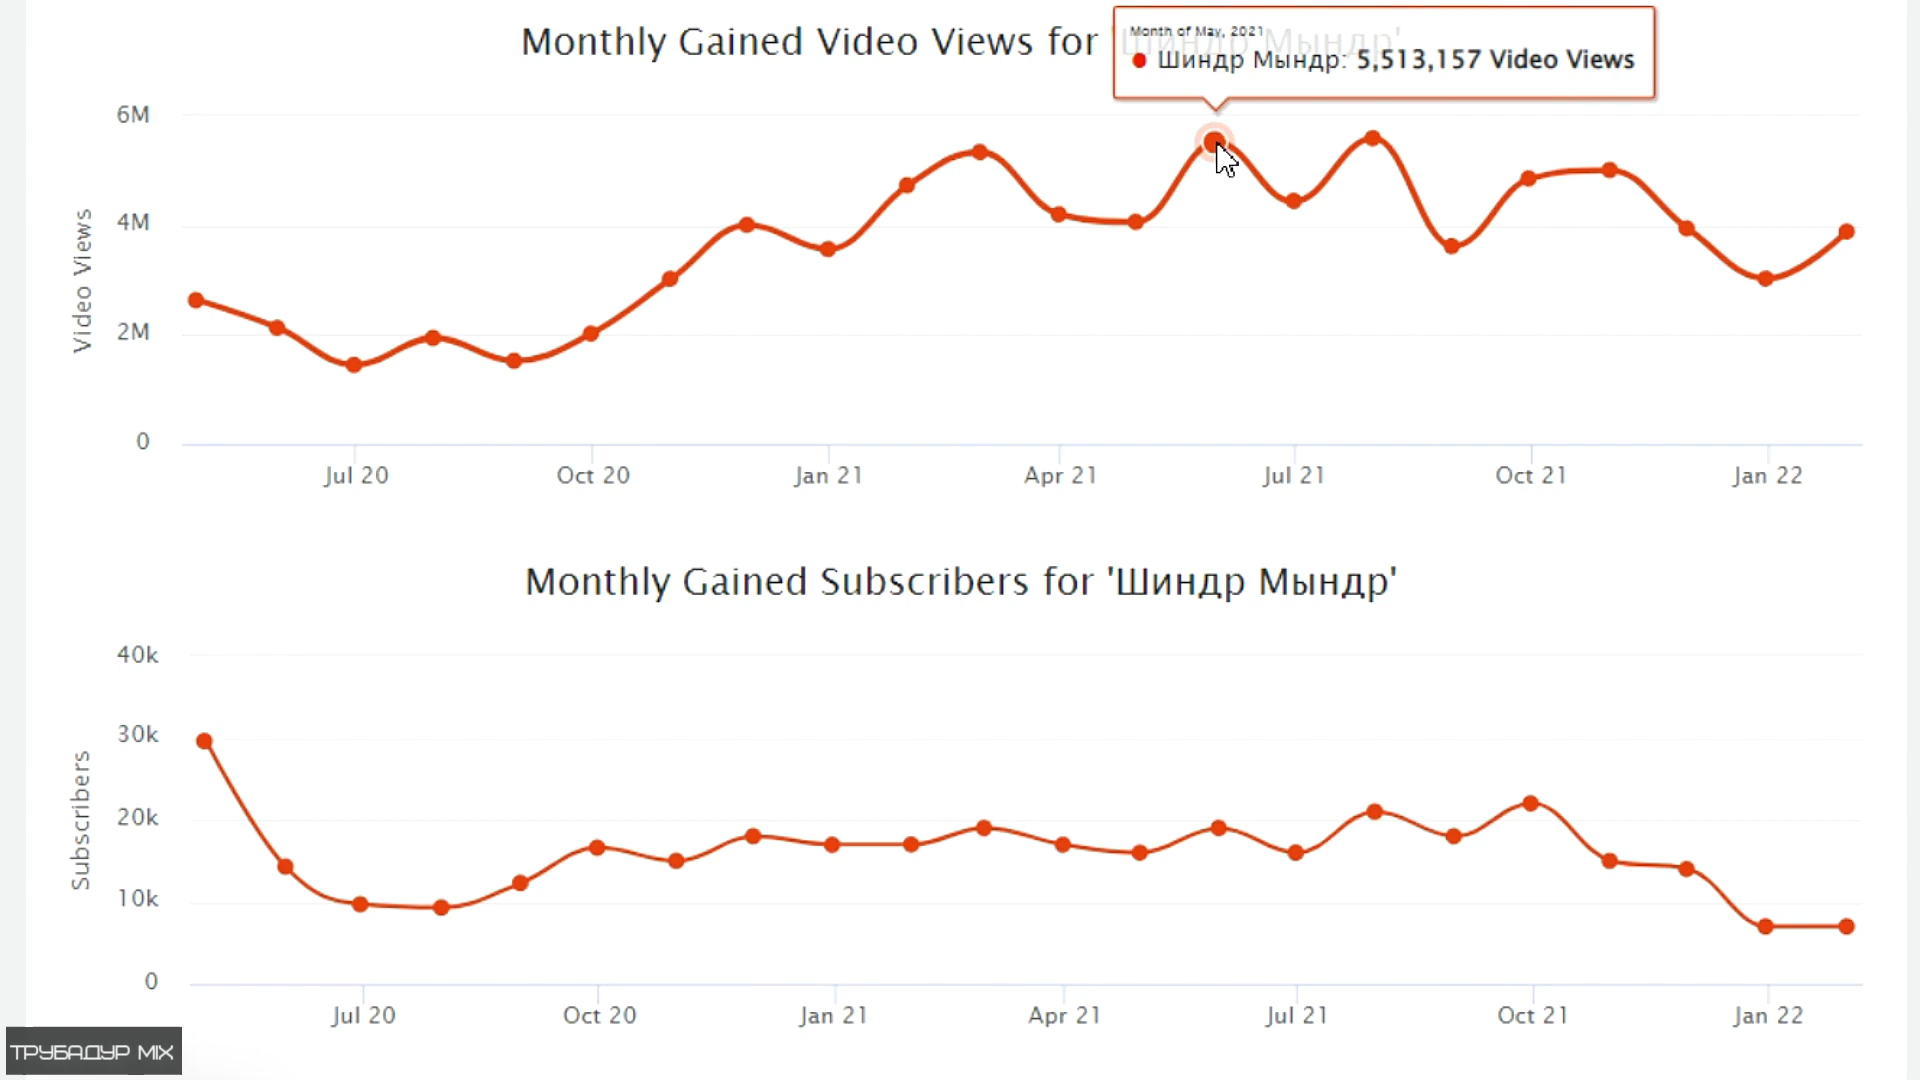 Monthly Gained Video Views for 'Шиндр Мындр'
Month of May, 2021
Шиндр Мындр: 5,513,157 Video Views
6M
4M
2M
0
Video Views
Jul 20 Oct 20 Jan 21 Apr 21 Jul 21 Oct 21 Jan 22
Monthly Gained Subscribers for 'Шиндр Мындр'
40k
30k
20k
10k
0
Subscribers
Jul 20 Oct 20 Jan 21 Apr 21 Jul 21 Oct 21 Jan 22
ТРУБАДУР MIX